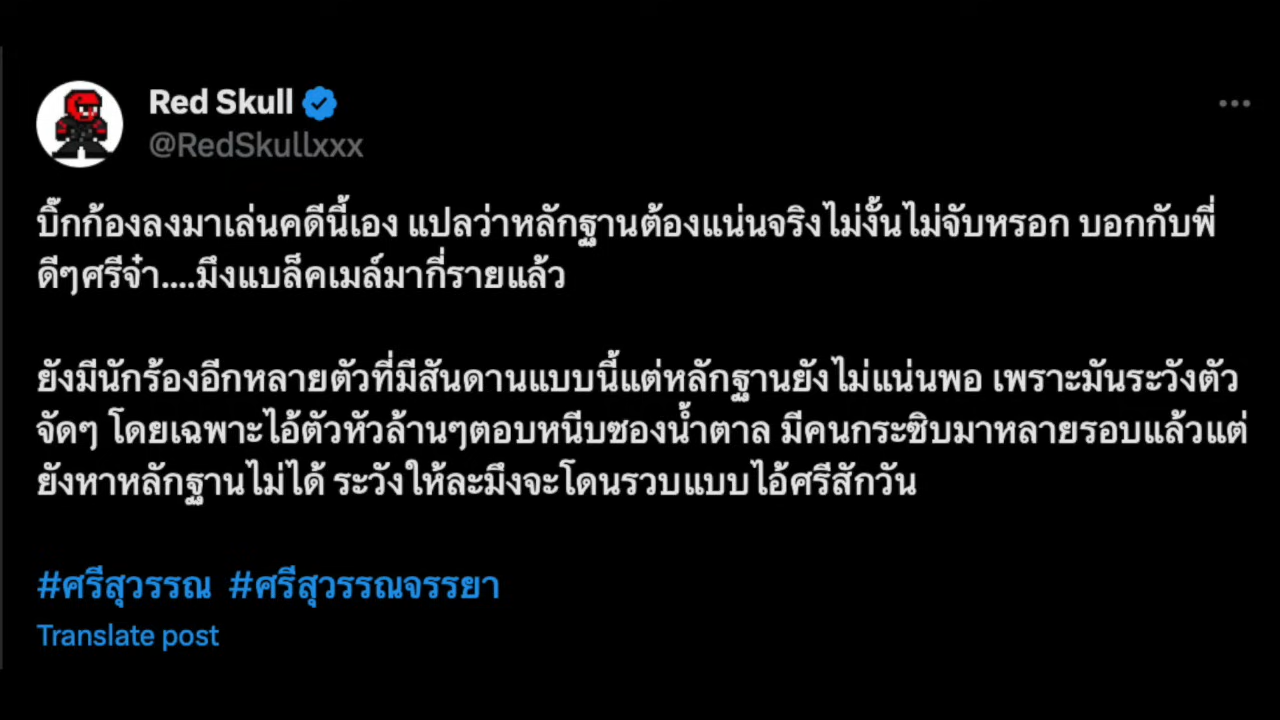 Red Skull
@RedSkullxxx
บิ๊กก้องลงมาเล่นคดีนี้เอง แปลว่าหลักฐานต้องแน่นจริงไม่งั้นไม่จับหรอก บอกกับพี่
ดีๆศรีจ๋า....มึงแบล็คเมล์มากี่รายแล้ว
ยังมีนักร้องอีกหลายตัวที่มีสันดานแบบนี้แต่หลักฐานยังไม่แน่นพอ เพราะมันระวังตัว
จัดๆ โดยเฉพาะไอ้ตัวหัวล้านๆตอบหนีบซองน้ำตาล มีคนกระซิบมาหลายรอบแล้วแต่
ยังหาหลักฐานไม่ได้ ระวังให้ละมึงจะโดนรวบแบบไอ้ศรีสักวัน
#ศรีสุวรรณ #ศรีสุวรรณจรรยา
Translate post